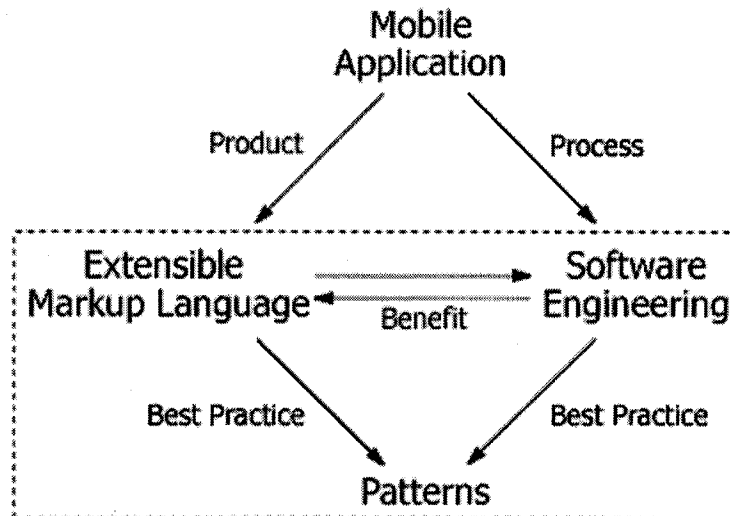 Mobile
Application
Product
Process
Extensible
Markup Language
Software
Engineering
Benefit
Best Practice
Best Practice
Patterns